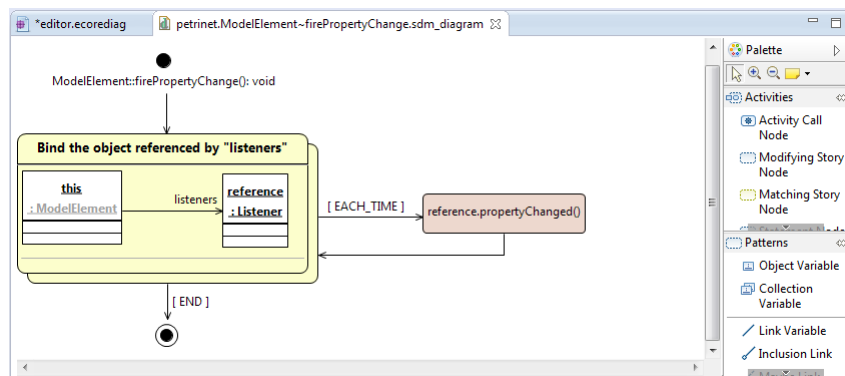 *editor.ecorediag
petrinet.ModelElement~firePropertyChange.sdm_diagram
ModelElement::firePropertyChange(): void
Bind the object referenced by "listeners"
this
: ModelElement
listeners
reference
: Listener
[ EACH_TIME ]
reference.propertyChanged()
[ END ]
Palette
Activities
Activity Call
Node
Modifying Story
Node
Matching Story
Node
Patterns
Object Variable
Collection
Variable
Link Variable
Inclusion Link